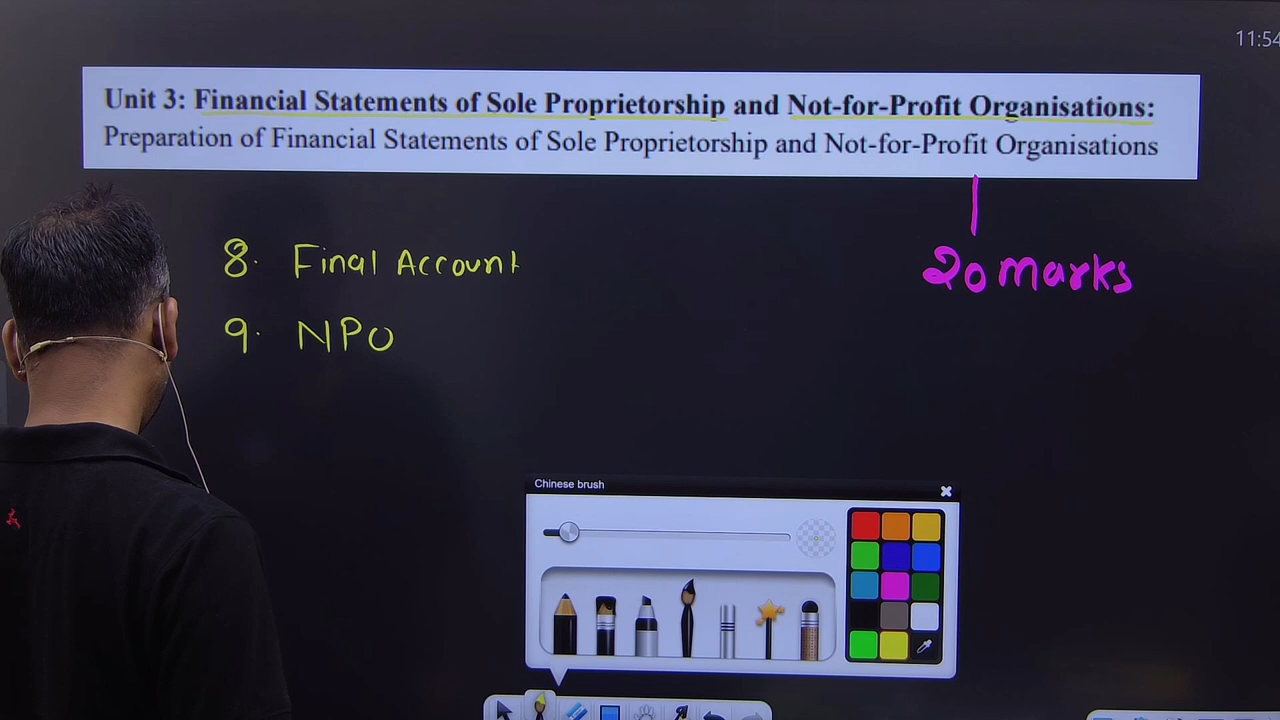 11:54
Unit 3: Financial Statements of Sole Proprietorship and Not-for-Profit Organisations:
Preparation of Financial Statements of Sole Proprietorship and Not-for-Profit Organisations
8. Final Account
20 marks
9. NPO
Chinese brush